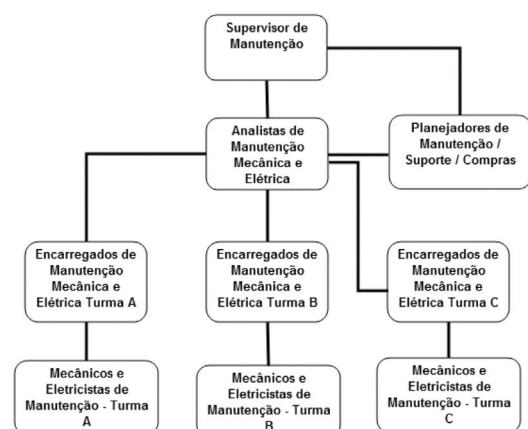 Supervisor de
Manutenção
Analistas de
Manutenção
Mecânica e
Elétrica
Planejadores de
Manutenção /
Suporte / Compras
Encarregados de
Manutenção
Mecânica e
Elétrica Turma A
Encarregados de
Manutenção
Mecânica e
Elétrica Turma B
Encarregados de
Manutenção
Mecânica e
Elétrica Turma C
Mecânicos e
Eletricistas de
Manutenção - Turma
A
Mecânicos e
Eletricistas de
Manutenção - Turma
B
Mecânicos e
Eletricistas de
Manutenção - Turma
C